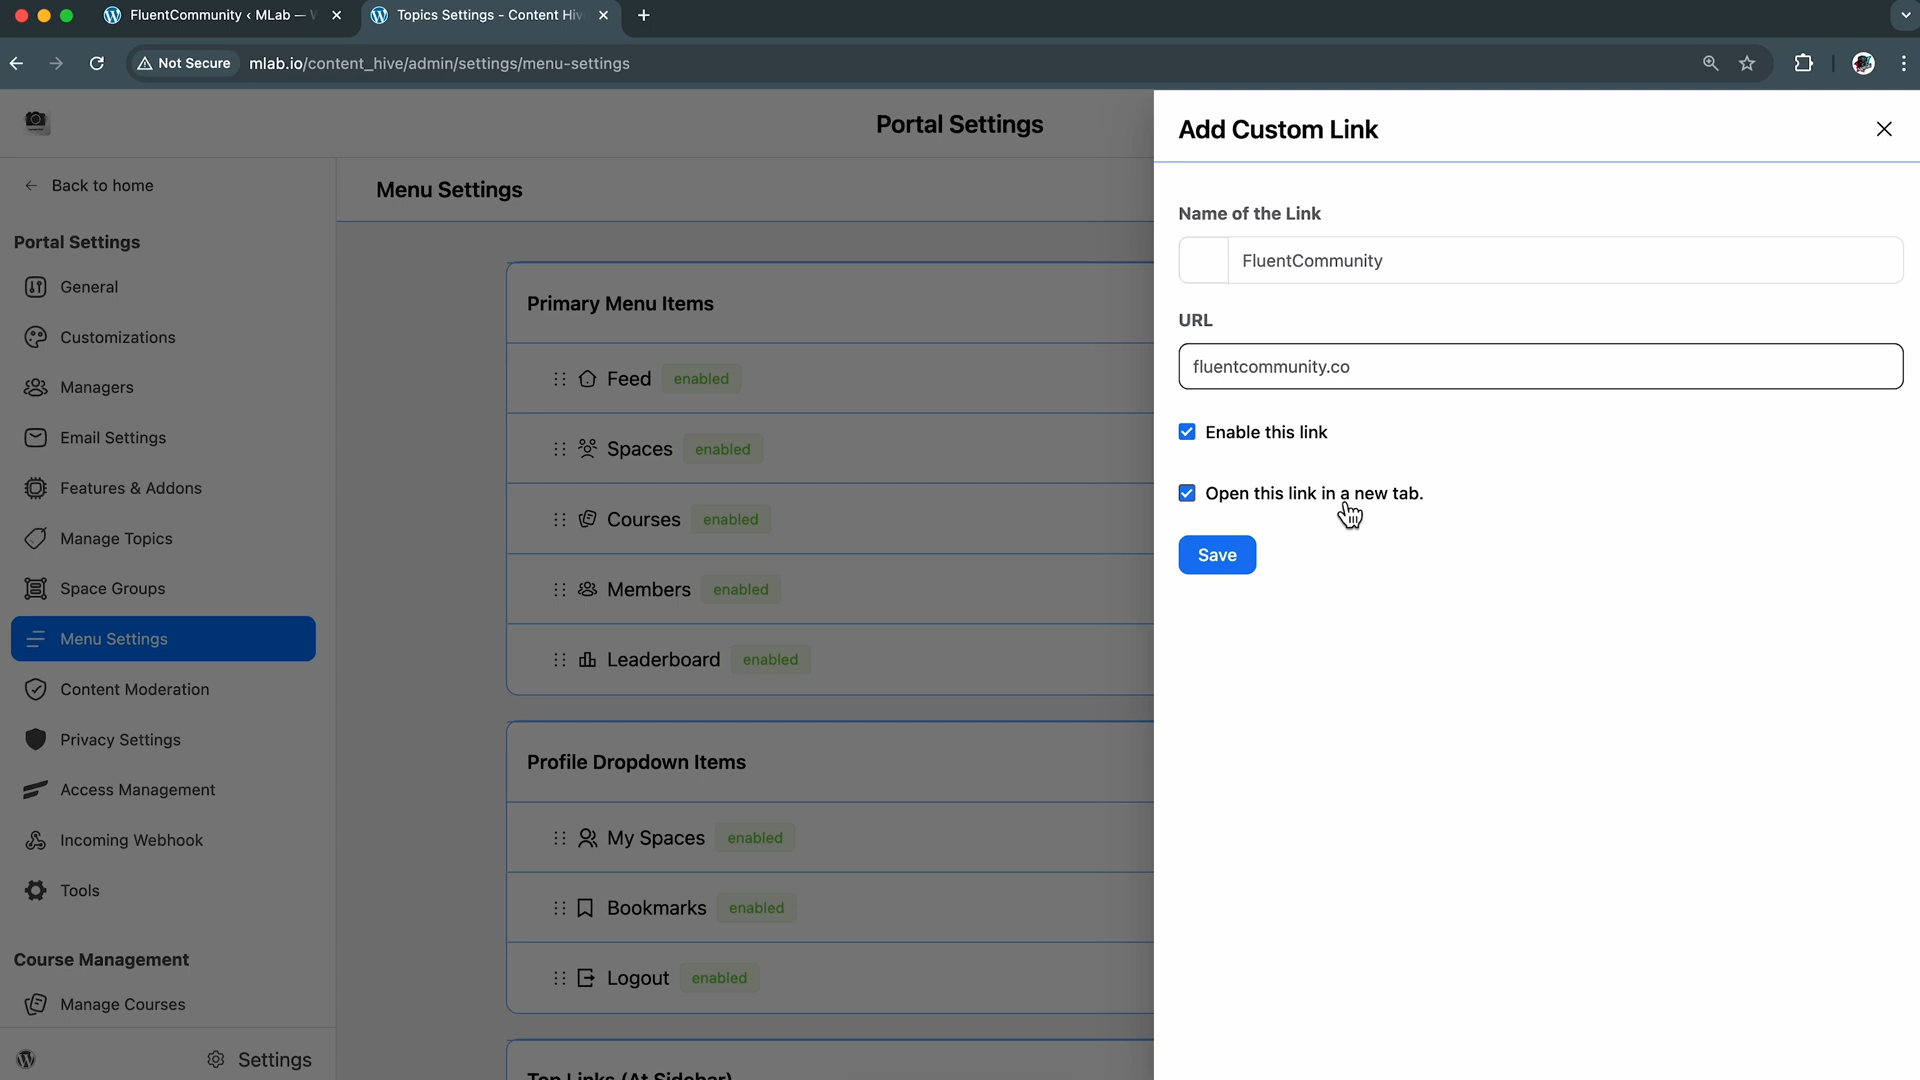 FluentCommunity ‹ MLab —
Topics Settings - Content Hiv
Not Secure
mlab.io/content_hive/admin/settings/menu-settings
Portal Settings
Back to home
Portal Settings
General
Customizations
Managers
Email Settings
Features & Addons
Manage Topics
Space Groups
Menu Settings
Content Moderation
Privacy Settings
Access Management
Incoming Webhook
Tools
Course Management
Manage Courses
Settings
Menu Settings
Primary Menu Items
Feed enabled
Spaces enabled
Courses enabled
Members enabled
Leaderboard enabled
Profile Dropdown Items
My Spaces enabled
Bookmarks enabled
Logout enabled
Top Links (At Sidebar)
Add Custom Link
Name of the Link
FluentCommunity
URL
fluentcommunity.co
Enable this link
Open this link in a new tab.
Save